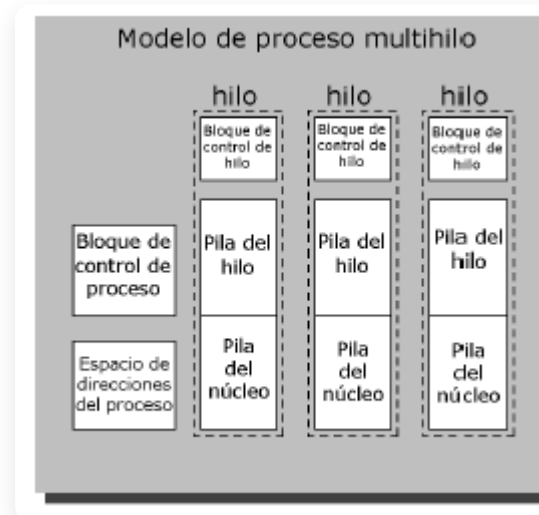 Modelo de proceso multihilo
hilo
hilo
hilo
Bloque de
control de
hilo
Bloque de
control de
hilo
Bloque de
control de
hilo
Bloque de
control de
proceso
Pila del
hilo
Pila del
hilo
Pila del
hilo
Espacio de
direcciones
del proceso
Pila
del
núcleo
Pila
del
núcleo
Pila
del
núcleo